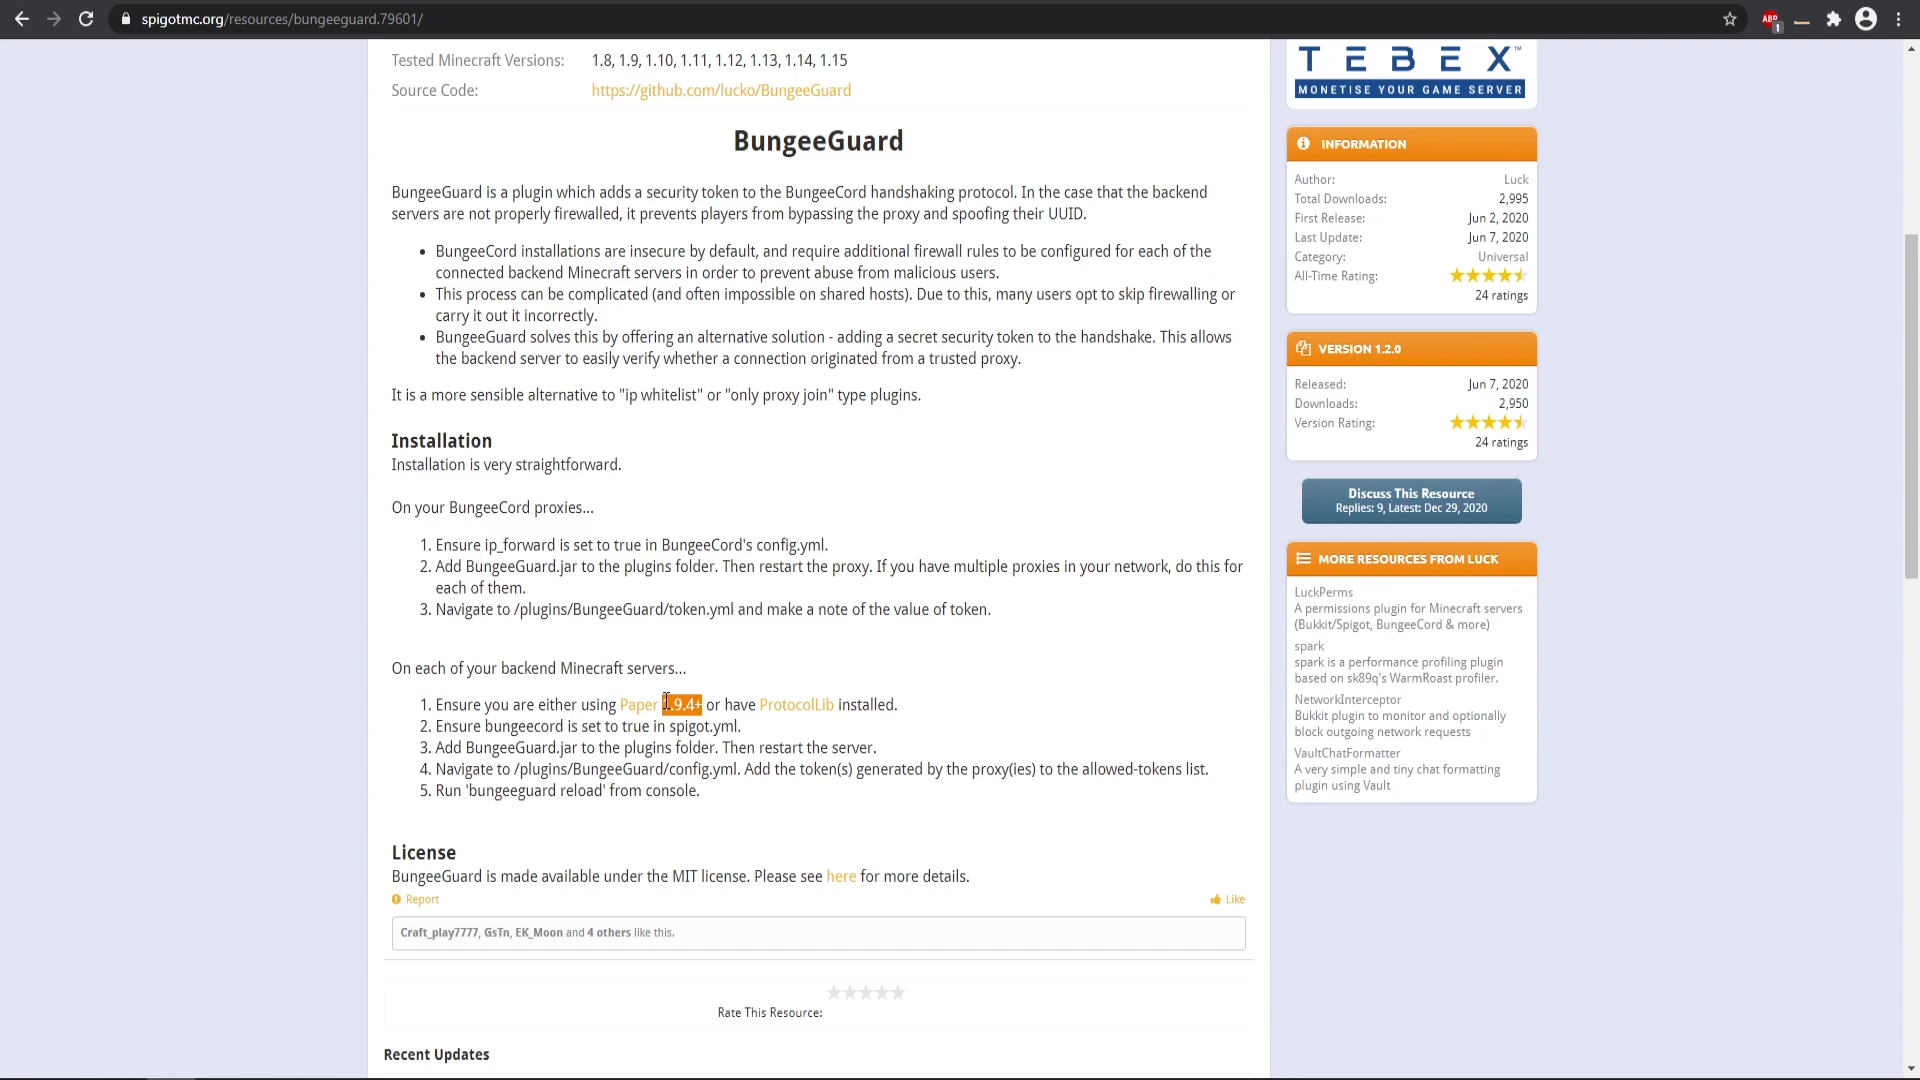 spigotmc.org/resources/bungeeguard.79601/
ABP
1
Tested Minecraft Versions: 1.8, 1.9, 1.10, 1.11, 1.12, 1.13, 1.14, 1.15
Source Code: https://github.com/lucko/BungeeGuard
BungeeGuard
BungeeGuard is a plugin which adds a security token to the BungeeCord handshaking protocol. In the case that the backend
servers are not properly firewalled, it prevents players from bypassing the proxy and spoofing their UUID.
• BungeeCord installations are insecure by default, and require additional firewall rules to be configured for each of the
connected backend Minecraft servers in order to prevent abuse from malicious users.
• This process can be complicated (and often impossible on shared hosts). Due to this, many users opt to skip firewalling or
carry it out it incorrectly.
• BungeeGuard solves this by offering an alternative solution - adding a secret security token to the handshake. This allows
the backend server to easily verify whether a connection originated from a trusted proxy.
It is a more sensible alternative to "ip whitelist" or "only proxy join" type plugins.
Installation
Installation is very straightforward.
On your BungeeCord proxies...
1. Ensure ip_forward is set to true in BungeeCord's config.yml.
2. Add BungeeGuard.jar to the plugins folder. Then restart the proxy. If you have multiple proxies in your network, do this for
each of them.
3. Navigate to /plugins/BungeeGuard/token.yml and make a note of the value of token.
On each of your backend Minecraft servers...
1. Ensure you are either using Paper 1.9.4+ or have ProtocolLib installed.
2. Ensure bungeecord is set to true in spigot.yml.
3. Add BungeeGuard.jar to the plugins folder. Then restart the server.
4. Navigate to /plugins/BungeeGuard/config.yml. Add the token(s) generated by the proxy(ies) to the allowed-tokens list.
5. Run 'bungeeguard reload' from console.
License
BungeeGuard is made available under the MIT license. Please see here for more details.
Report
Like
Craft_play7777, GsTn, EK_Moon and 4 others like this.
Rate This Resource:
Recent Updates
TEBEX™
MONETISE YOUR GAME SERVER
INFORMATION
Author: Luck
Total Downloads: 2,995
First Release: Jun 2, 2020
Last Update: Jun 7, 2020
Category: Universal
All-Time Rating:
24 ratings
VERSION 1.2.0
Released: Jun 7, 2020
Downloads: 2,950
Version Rating:
24 ratings
Discuss This Resource
Replies: 9, Latest: Dec 29, 2020
MORE RESOURCES FROM LUCK
LuckPerms
A permissions plugin for Minecraft servers
(Bukkit/Spigot, BungeeCord & more)
spark
spark is a performance profiling plugin
based on sk89q's WarmRoast profiler.
NetworkInterceptor
Bukkit plugin to monitor and optionally
block outgoing network requests
VaultChatFormatter
A very simple and tiny chat formatting
plugin using Vault